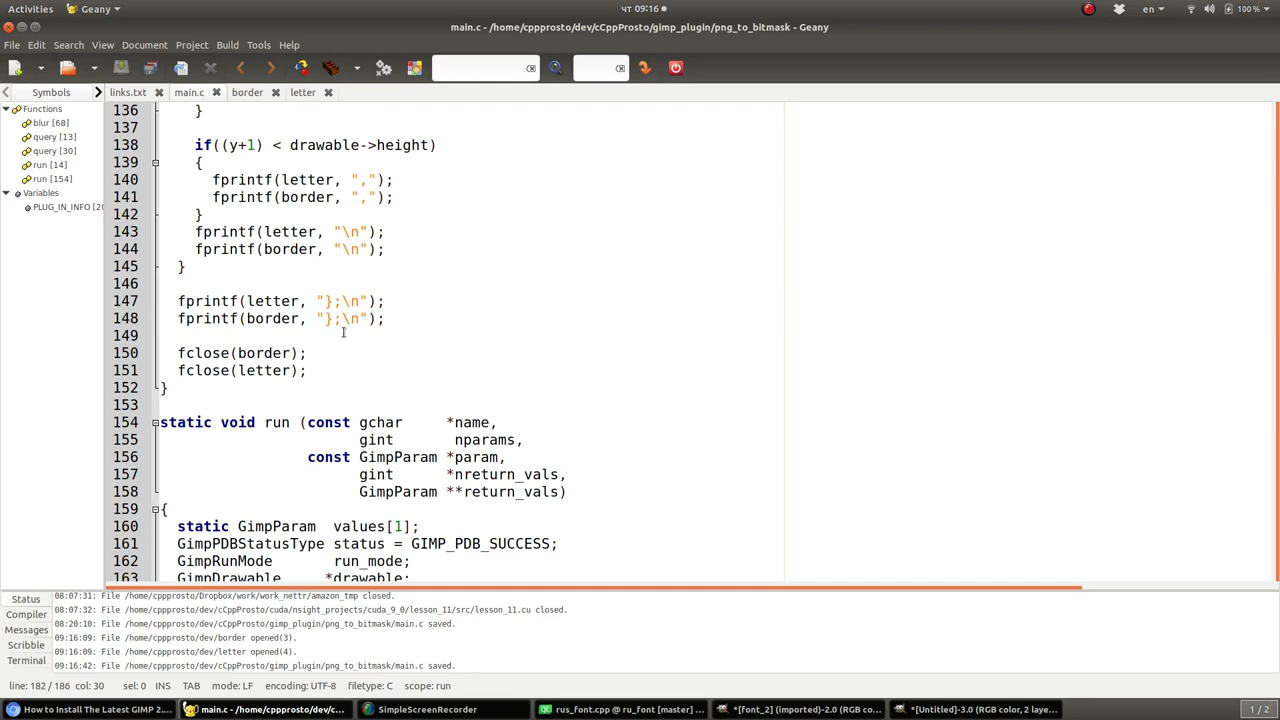 Activities
Geany
ЧТ 09:16
en
100 %
main.c - /home/cppprosto/dev/cCppProsto/gimp_plugin/png_to_bitmask - Geany
File Edit Search View Document Project Build Tools Help
Symbols
links.txt
main.c
border
letter
Functions
blur [68]
query [13]
query [30]
run [14]
run [154]
Variables
PLUG_IN_INFO [20
136 }
137
138 if((y+1) < drawable->height)
139 {
140 fprintf(letter, ",");
141 fprintf(border, ",");
142 }
143 fprintf(letter, "\n");
144 fprintf(border, "\n");
145 }
146
147 fprintf(letter, "};\n");
148 fprintf(border, "};\n");
149
150 fclose(border);
151 fclose(letter);
152 }
153
154 static void run (const gchar *name,
155 gint nparams,
156 const GimpParam *param,
157 gint *nreturn_vals,
158 GimpParam **return_vals)
159 {
160 static GimpParam values[1];
161 GimpPDBStatusType status = GIMP_PDB_SUCCESS;
162 GimpRunMode run_mode;
163 GimpDrawable *drawable;
Status
Compiler
Messages
Scribble
Terminal
08:07:31: File /home/cppprosto/Dropbox/work/work_nettr/amazon_tmp closed.
08:07:32: File /home/cppprosto/dev/cCppProsto/cuda/nsight_projects/cuda_9_0/lesson_11/src/lesson_11.cu closed.
08:20:10: File /home/cppprosto/dev/cCppProsto/gimp_plugin/png_to_bitmask/main.c saved.
09:16:09: File /home/cppprosto/dev/border opened(3).
09:16:09: File /home/cppprosto/dev/letter opened(4).
09:16:42: File /home/cppprosto/dev/cCppProsto/gimp_plugin/png_to_bitmask/main.c saved.
line: 182 / 186 col: 30 sel: 0 INS TAB mode: LF encoding: UTF-8 filetype: C scope: run
How to Install The Latest GIMP 2....
main.c - /home/cppprosto/dev/c...
SimpleScreenRecorder
rus_font.cpp @ ru_font [master] ...
*[font_2] (imported)-2.0 (RGB co...
*[Untitled]-3.0 (RGB color, 2 laye...
1 / 2